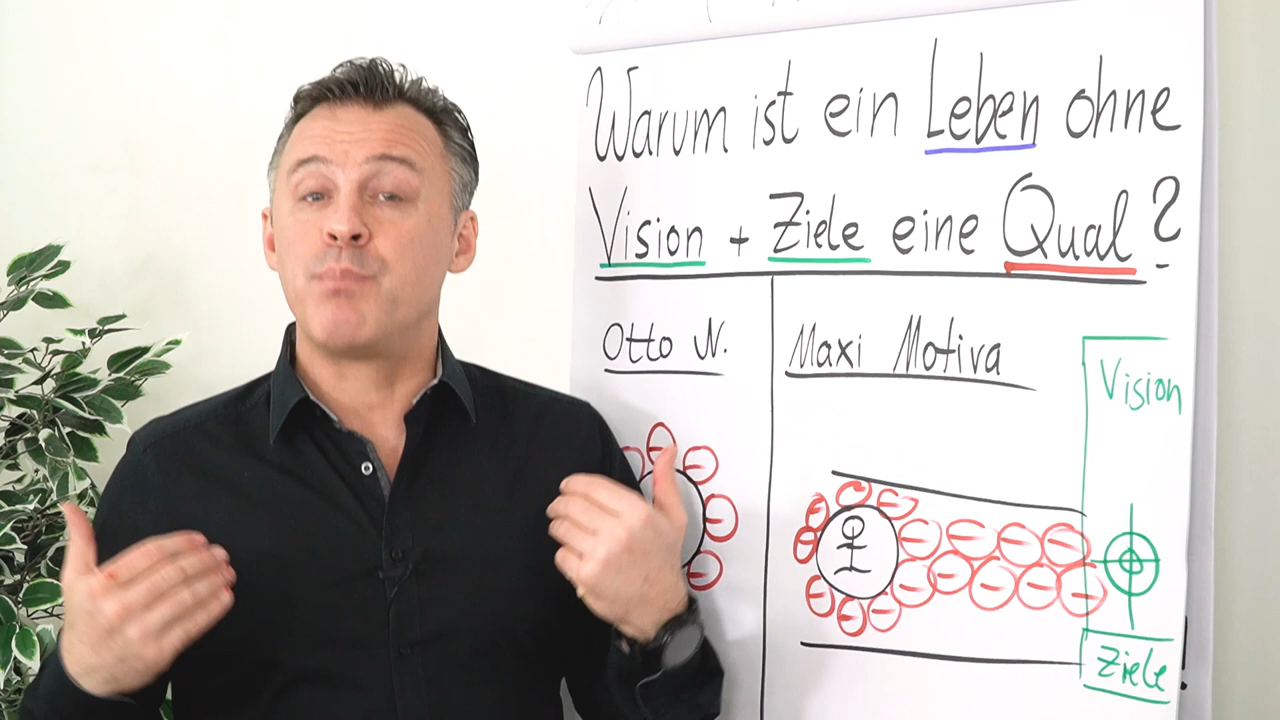 Warum ist ein Leben ohne
Vision + Ziele eine Qual?
Otto N.
Maxi Motiva
Vision
Ziele